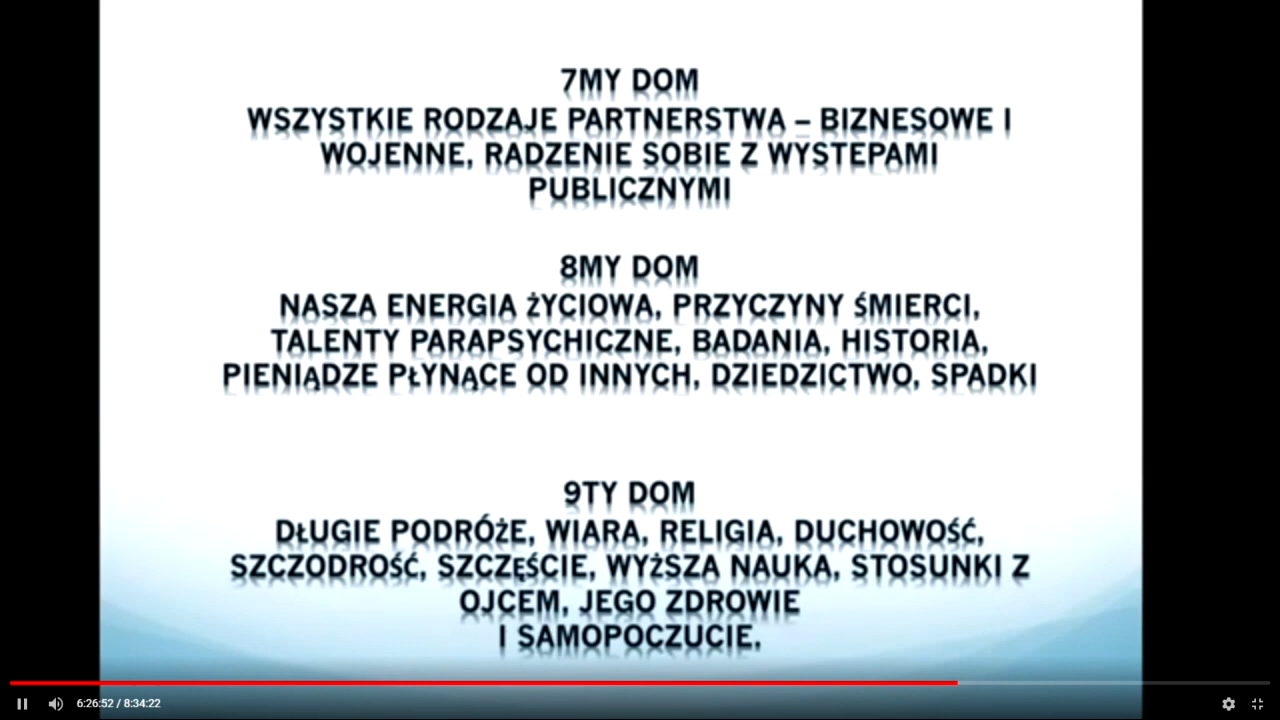 7MY DOM
WSZYSTKIE RODZAJE PARTNERSTWA – BIZNESOWE I
WOJENNE, RADZENIE SOBIE Z WYSTEPAMI
PUBLICZNYMI
8MY DOM
NASZA ENERGIA ŻYCIOWA, PRZYCZYNY ŚMIERCI,
TALENTY PARAPSYCHICZNE, BADANIA, HISTORIA,
PIENIĄDZE PŁYNĄCE OD INNYCH, DZIEDZICTWO, SPADKI
9TY DOM
DŁUGIE PODRÓŻE, WIARA, RELIGIA, DUCHOWOŚĆ,
SZCZODROŚĆ, SZCZĘŚCIE, WYŻSZA NAUKA, STOSUNKI Z
OJCEM, JEGO ZDROWIE
I SAMOPOCZUCIE,
6:26:52 / 8:34:22